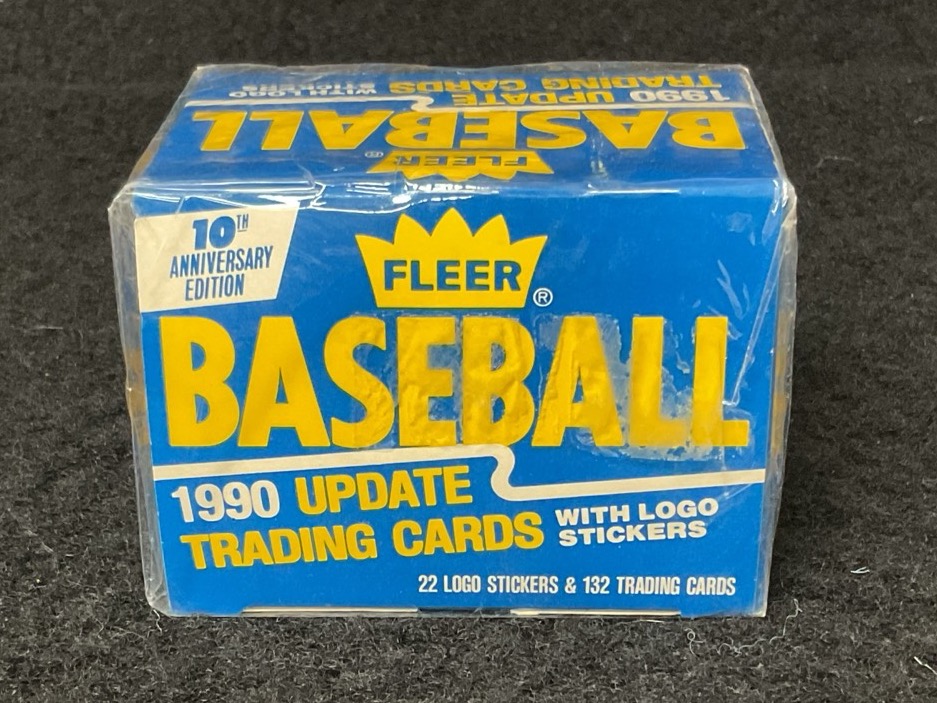 1990 UPDATE
TRADING CARDS
WITH LOGO
STICKERS
BASEBALL
FLEER
®
10TH
ANNIVERSARY
EDITION
FLEER
®
BASEBALL
1990 UPDATE
TRADING CARDS
WITH LOGO
STICKERS
22 LOGO STICKERS & 132 TRADING CARDS